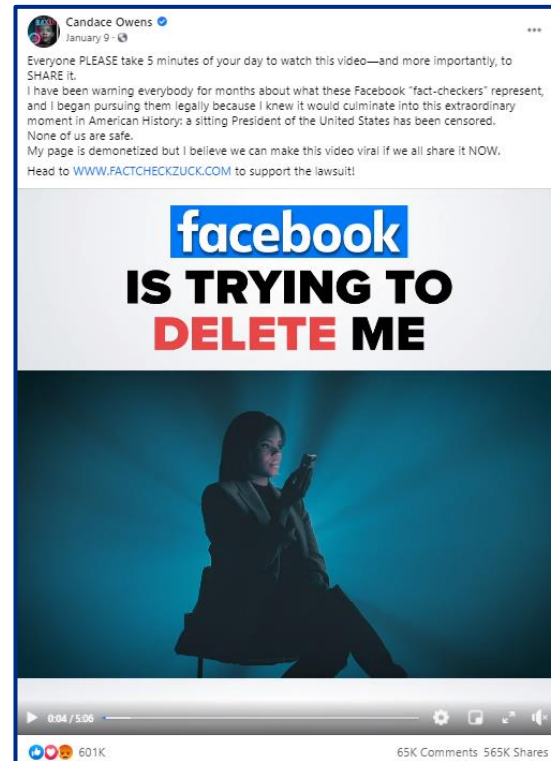 Candace Owens
January 9 ·
Everyone PLEASE take 5 minutes of your day to watch this video—and more importantly, to
SHARE it.
I have been warning everybody for months about what these Facebook "fact-checkers" represent,
and I began pursuing them legally because I knew it would culminate into this extraordinary
moment in American History: a sitting President of the United States has been censored.
None of us are safe.
My page is demonetized but I believe we can make this video viral if we all share it NOW.
Head to WWW.FACTCHECKZUCK.COM to support the lawsuit!
facebook
IS TRYING TO
DELETE ME
0:04 / 5:06
601K 65K Comments 565K Shares